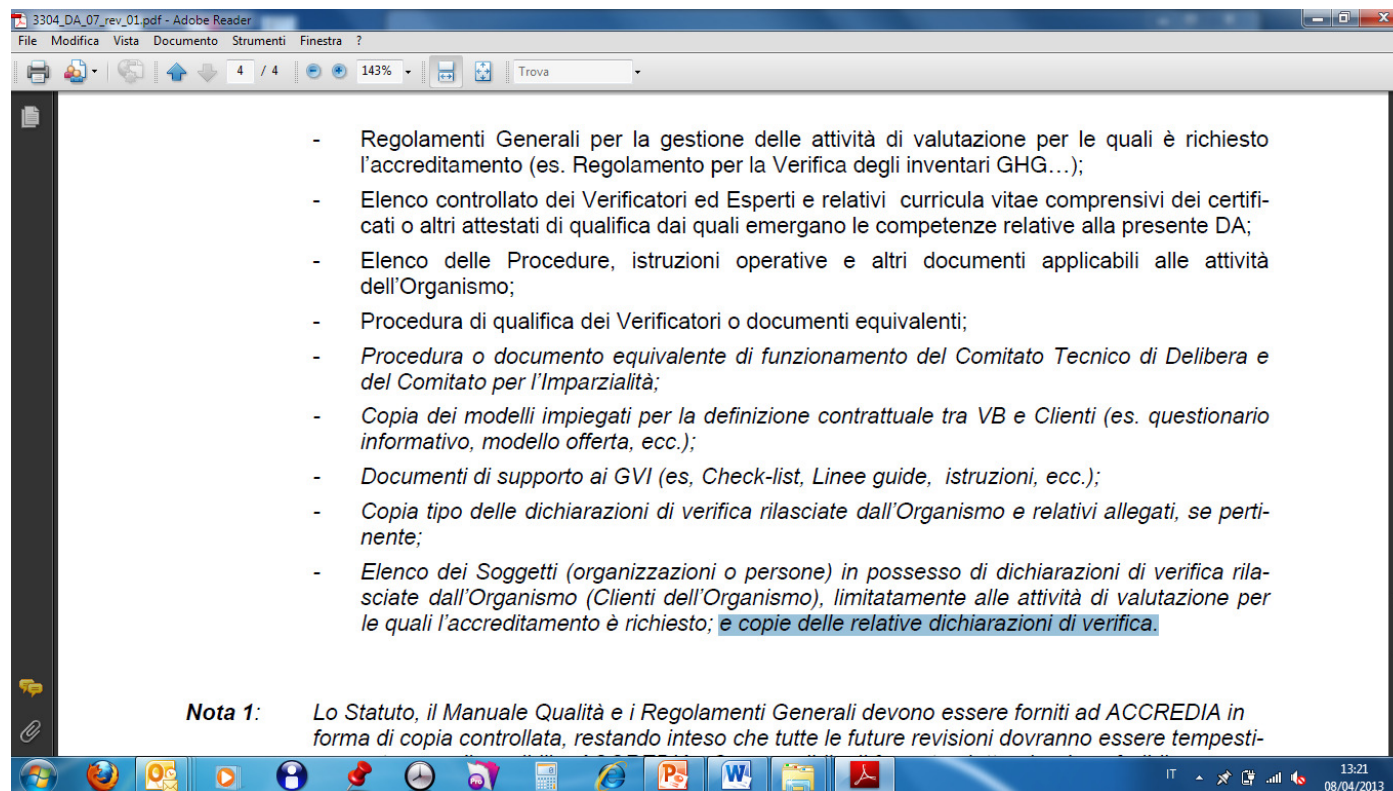 3304_DA_07_rev_01.pdf - Adobe Reader
File Modifica Vista Documento Strumenti Finestra ?
4 / 4 143% Trova
- Regolamenti Generali per la gestione delle attività di valutazione per le quali è richiesto
l'accreditamento (es. Regolamento per la Verifica degli inventari GHG…);
- Elenco controllato dei Verificatori ed Esperti e relativi curricula vitae comprensivi dei certifi-
cati o altri attestati di qualifica dai quali emergano le competenze relative alla presente DA;
- Elenco delle Procedure, istruzioni operative e altri documenti applicabili alle attività
dell'Organismo;
- Procedura di qualifica dei Verificatori o documenti equivalenti;
- Procedura o documento equivalente di funzionamento del Comitato Tecnico di Delibera e
del Comitato per l'Imparzialità;
- Copia dei modelli impiegati per la definizione contrattuale tra VB e Clienti (es. questionario
informativo, modello offerta, ecc.);
- Documenti di supporto ai GVI (es, Check-list, Linee guide, istruzioni, ecc.);
- Copia tipo delle dichiarazioni di verifica rilasciate dall'Organismo e relativi allegati, se perti-
nente;
- Elenco dei Soggetti (organizzazioni o persone) in possesso di dichiarazioni di verifica rila-
sciate dall'Organismo (Clienti dell'Organismo), limitatamente alle attività di valutazione per
le quali l'accreditamento è richiesto; e copie delle relative dichiarazioni di verifica.
Nota 1: Lo Statuto, il Manuale Qualità e i Regolamenti Generali devono essere forniti ad ACCREDIA in
forma di copia controllata, restando inteso che tutte le future revisioni dovranno essere tempesti-
IT 13:21
08/04/2013